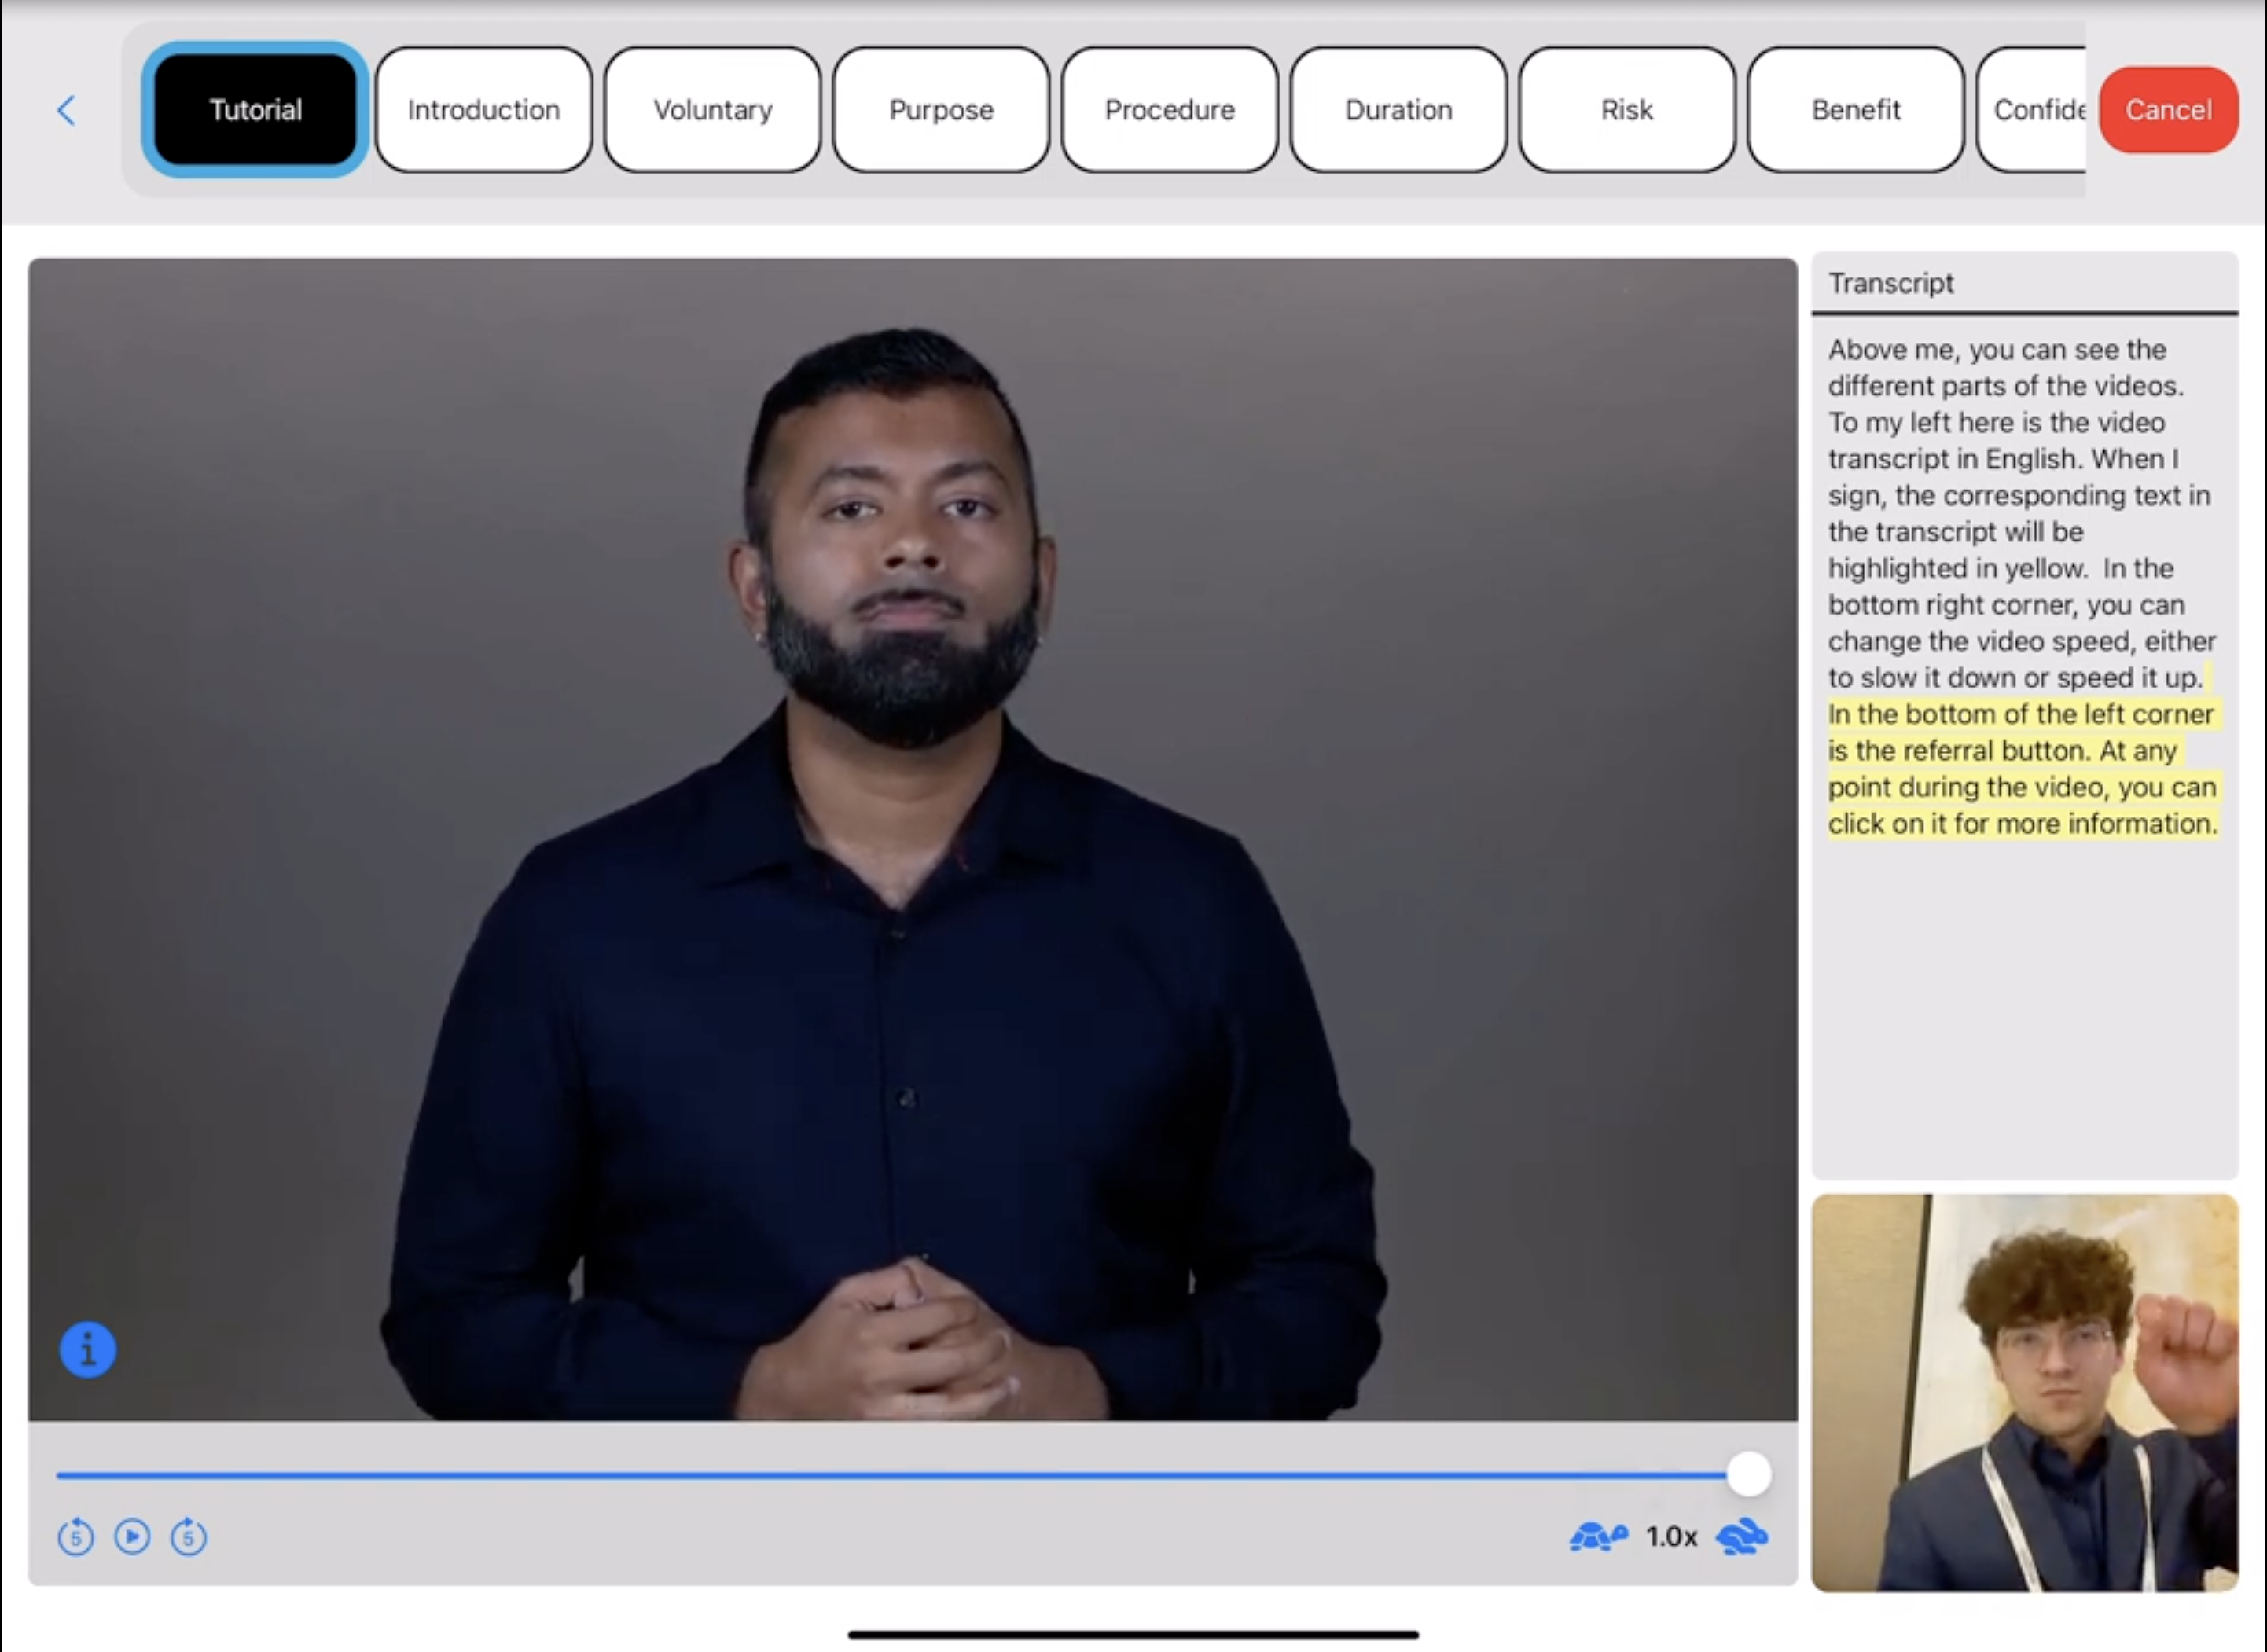 Tutorial
Introduction
Voluntary
Purpose
Procedure
Duration
Risk
Benefit
Confide
Cancel
Transcript
Above me, you can see the
different parts of the videos.
To my left here is the video
transcript in English. When I
sign, the corresponding text in
the transcript will be
highlighted in yellow.  In the
bottom right corner, you can
change the video speed, either
to slow it down or speed it up.
In the bottom of the left corner
is the referral button. At any
point during the video, you can
click on it for more information.
i
5
5
1.0x